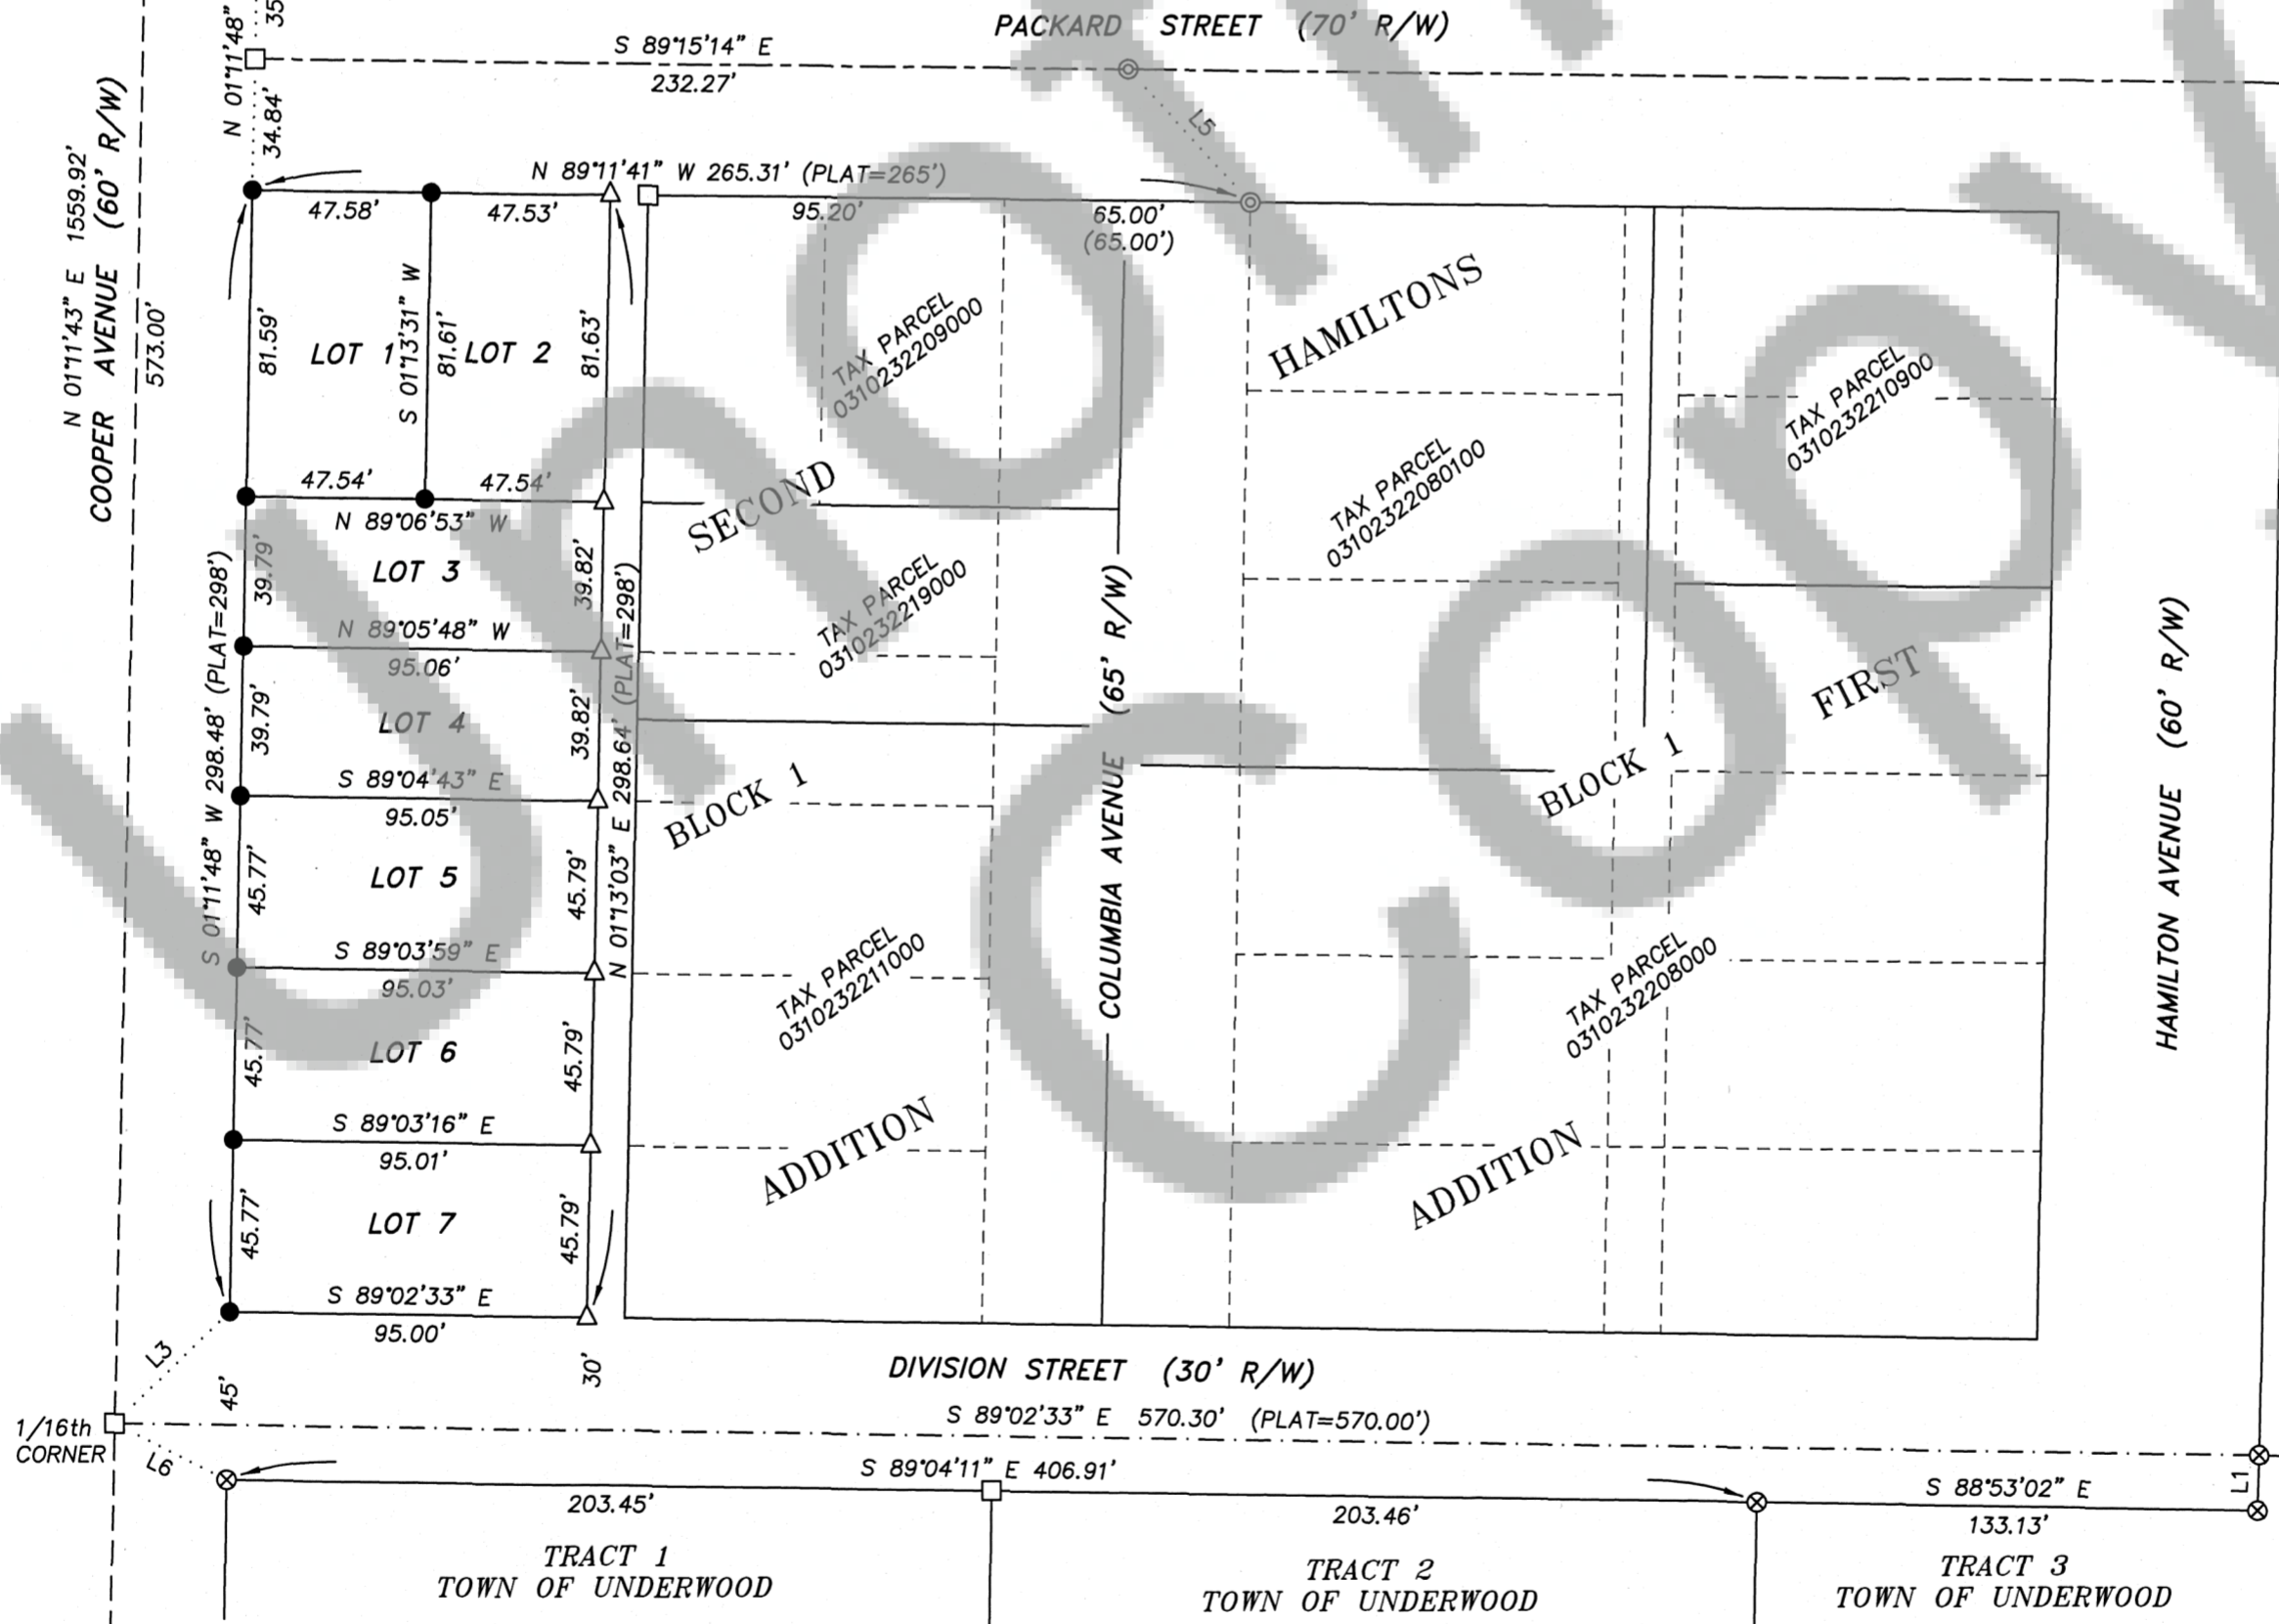 PACKARD STREET (70' R/W)
35
N 01°11'48"
S 89°15'14" E
232.27'
34.84'
L5
N 89°11'41" W 265.31' (PLAT=265')
47.58'
47.53'
95.20'
65.00'
(65.00')
N 01°11'43" E 1559.92'
COOPER AVENUE (60' R/W)
573.00'
81.59'
LOT 1
S 01°13'31" W
81.61'
LOT 2
81.63'
TAX PARCEL
0310232209000
HAMILTONS
TAX PARCEL
0310232210900
47.54'
47.54'
N 89°06'53" W
SECOND
TAX PARCEL
03102322080100
39.79'
LOT 3
39.82'
TAX PARCEL
0310232219000
N 89°05'48" W
95.06'
S 01°11'48" W 298.48' (PLAT=298')
39.79'
LOT 4
39.82'
N 01°13'03" E 298.64' (PLAT=298')
COLUMBIA AVENUE (65' R/W)
FIRST
HAMILTON AVENUE (60' R/W)
S 89°04'43" E
95.05'
BLOCK 1
BLOCK 1
45.77'
LOT 5
45.79'
S 89°03'59" E
95.03'
TAX PARCEL
0310232211000
TAX PARCEL
0310232208000
45.77'
LOT 6
45.79'
S 89°03'16" E
95.01'
ADDITION
ADDITION
45.77'
LOT 7
45.79'
S 89°02'33" E
95.00'
L3
45'
30'
DIVISION STREET (30' R/W)
S 89°02'33" E 570.30' (PLAT=570.00')
1/16th
CORNER
L6
S 89°04'11" E 406.91'
203.45'
203.46'
S 88°53'02" E
133.13'
L1
TRACT 1
TOWN OF UNDERWOOD
TRACT 2
TOWN OF UNDERWOOD
TRACT 3
TOWN OF UNDERWOOD